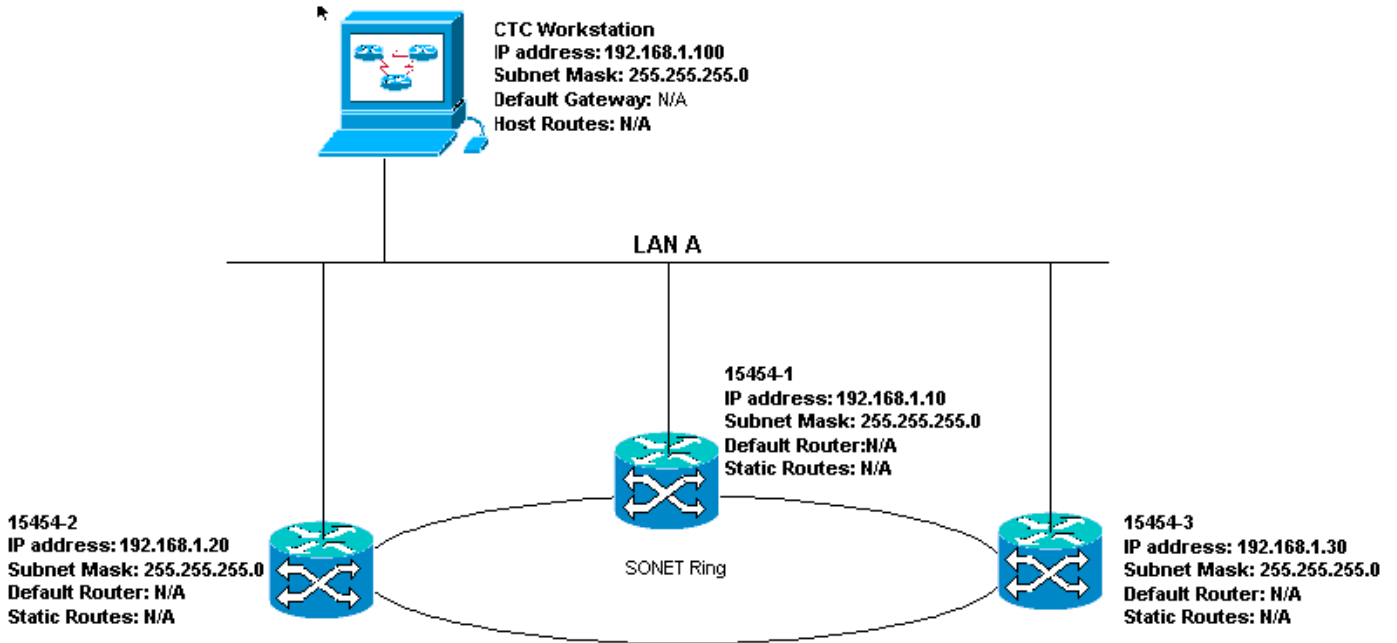 CTC Workstation
IP address: 192.168.1.100
Subnet Mask: 255.255.255.0
Default Gateway: N/A
Host Routes: N/A
LAN A
15454-1
IP address: 192.168.1.10
Subnet Mask: 255.255.255.0
Default Router:N/A
Static Routes: N/A
15454-2
IP address: 192.168.1.20
Subnet Mask: 255.255.255.0
Default Router: N/A
Static Routes: N/A
SONET Ring
15454-3
IP address: 192.168.1.30
Subnet Mask: 255.255.255.0
Default Router: N/A
Static Routes: N/A